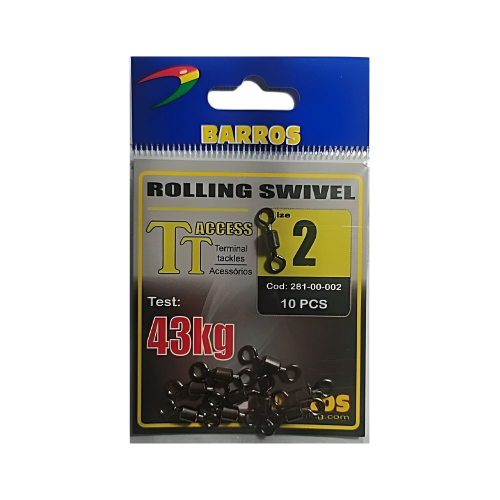 BARROS
ROLLING SWIVEL
TT ACCESS
Terminal
tackles
Acessórios
Size
2
Cod: 281-00-002
10 PCS
Test:
43kg